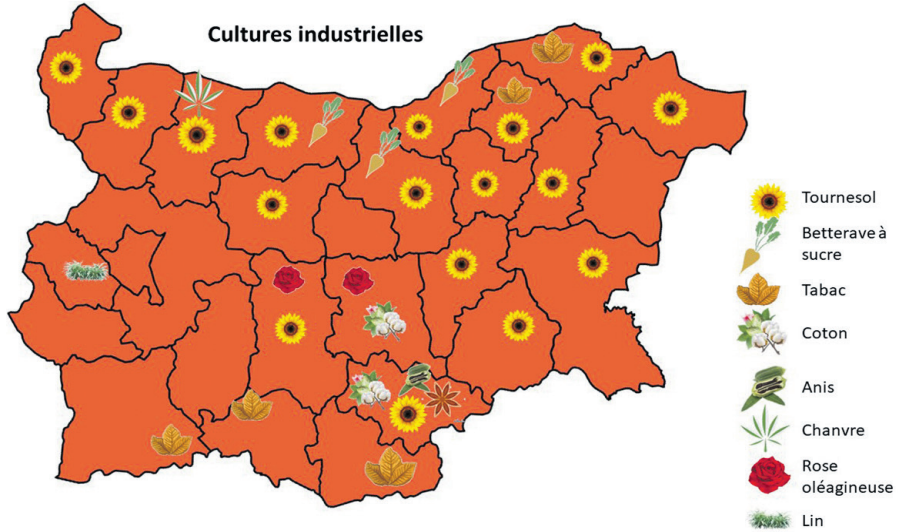 Cultures industrielles
Tournesol
Betterave à
sucre
Tabac
Coton
Anis
Chanvre
Rose
oléagineuse
Lin